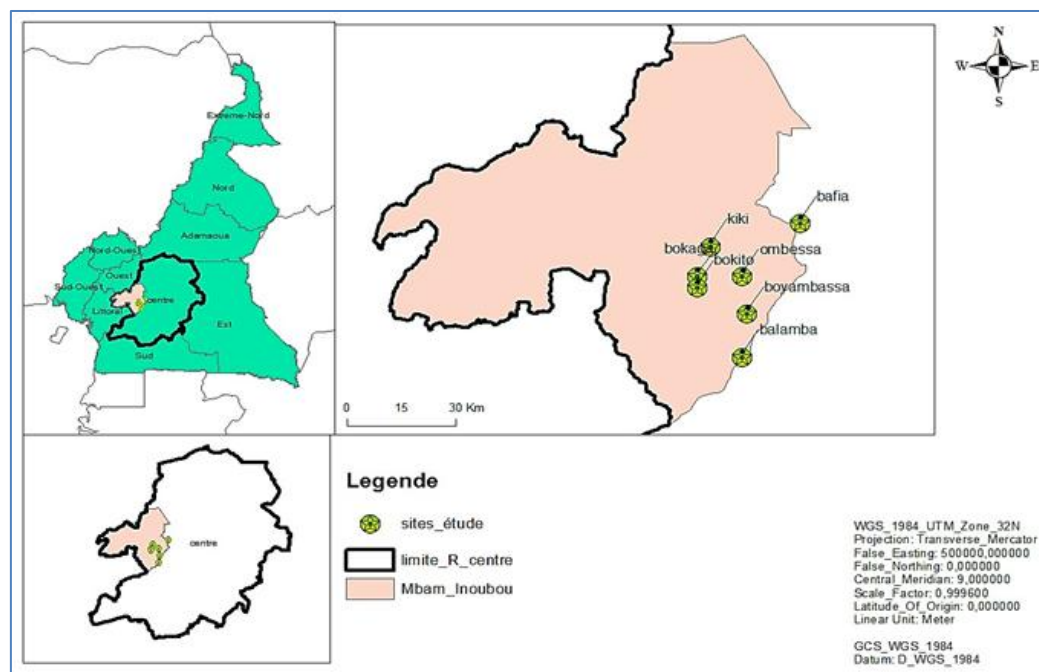 Extreme-Nord
Nord
Adamaoua
Nord-Ouest
Ouest
Sud-Ouest
centre
Littoral
Est
Sud
N
W E
S
bafia
kiki
bokaga ombessa
bokito
boyambassa
balamba
0 15 30 Km
centre
Legende
sites_étude
limite_R_centre
Mbam_Inoubou
WGS_1984_UTM_Zone_32N
Projection: Transverse_Mercator
False_Easting: 500000,000000
False_Northing: 0,000000
Central_Meridian: 9,000000
Scale_Factor: 0,999600
Latitude_Of_Origin: 0,000000
Linear Unit: Meter
GCS_WGS_1984
Datum: D_WGS_1984